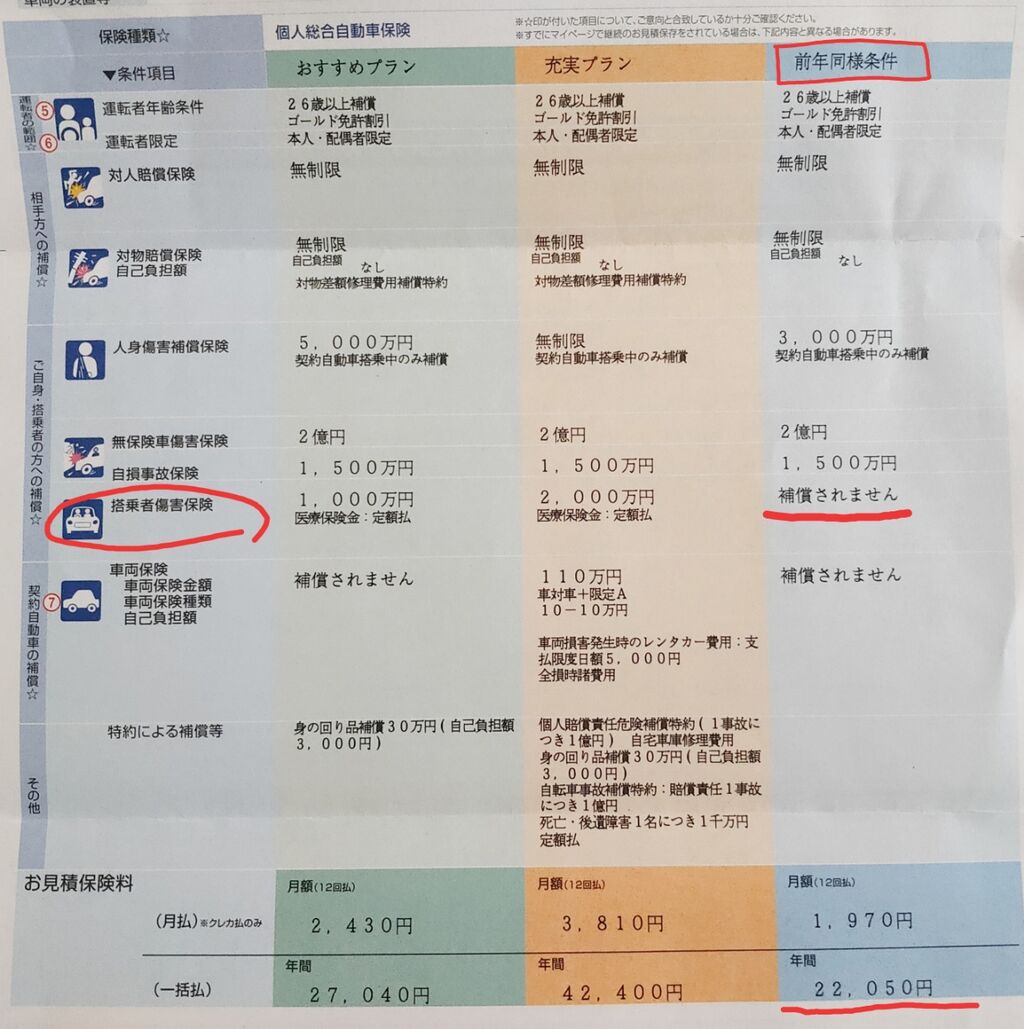 保険種類☆
個人総合自動車保険
※☆印が付いた項目について、ご意向と合致しているか十分ご確認ください。
※すでにマイページで継続のお見積保存をされている場合は、下記内容と異なる場合があります。
▼条件項目
おすすめプラン
充実プラン
前年同様条件
運転者の範囲☆
⑤
運転者年齢条件
26歳以上補償
ゴールド免許割引
26歳以上補償
ゴールド免許割引
26歳以上補償
ゴールド免許割引
⑥
運転者限定
本人・配偶者限定
本人・配偶者限定
本人・配偶者限定
相手方への補償☆
対人賠償保険
無制限
無制限
無制限
対物賠償保険
自己負担額
無制限
自己負担額
なし
対物差額修理費用補償特約
無制限
自己負担額
なし
対物差額修理費用補償特約
無制限
自己負担額
なし
ご自身・搭乗者の方への補償☆
人身傷害補償保険
5,000万円
契約自動車搭乗中のみ補償
無制限
契約自動車搭乗中のみ補償
3,000万円
契約自動車搭乗中のみ補償
無保険車傷害保険
2億円
2億円
2億円
自損事故保険
1,500万円
1,500万円
1,500万円
搭乗者傷害保険
1,000万円
医療保険金：定額払
2,000万円
医療保険金：定額払
補償されません
契約自動車の補償☆
⑦
車両保険
車両保険金額
車両保険種類
自己負担額
補償されません
110万円
車対車＋限定A
10－10万円
車両損害発生時のレンタカー費用：支
払限度日額5,000円
全損時諸費用
補償されません
その他
特約による補償等
身の回り品補償30万円(自己負担額
3,000円)
個人賠償責任危険補償特約(1事故に
つき1億円)　自宅車庫修理費用
身の回り品補償30万円(自己負担額
3,000円)
自転車事故補償特約：賠償責任1事故
につき1億円
死亡・後遺障害1名につき1千万円
定額払
お見積保険料
月額(12回払)
月額(12回払)
月額(12回払)
(月払)※クレカ払のみ
2,430円
3,810円
1,970円
年間
年間
年間
(一括払)
27,040円
42,400円
22,050円